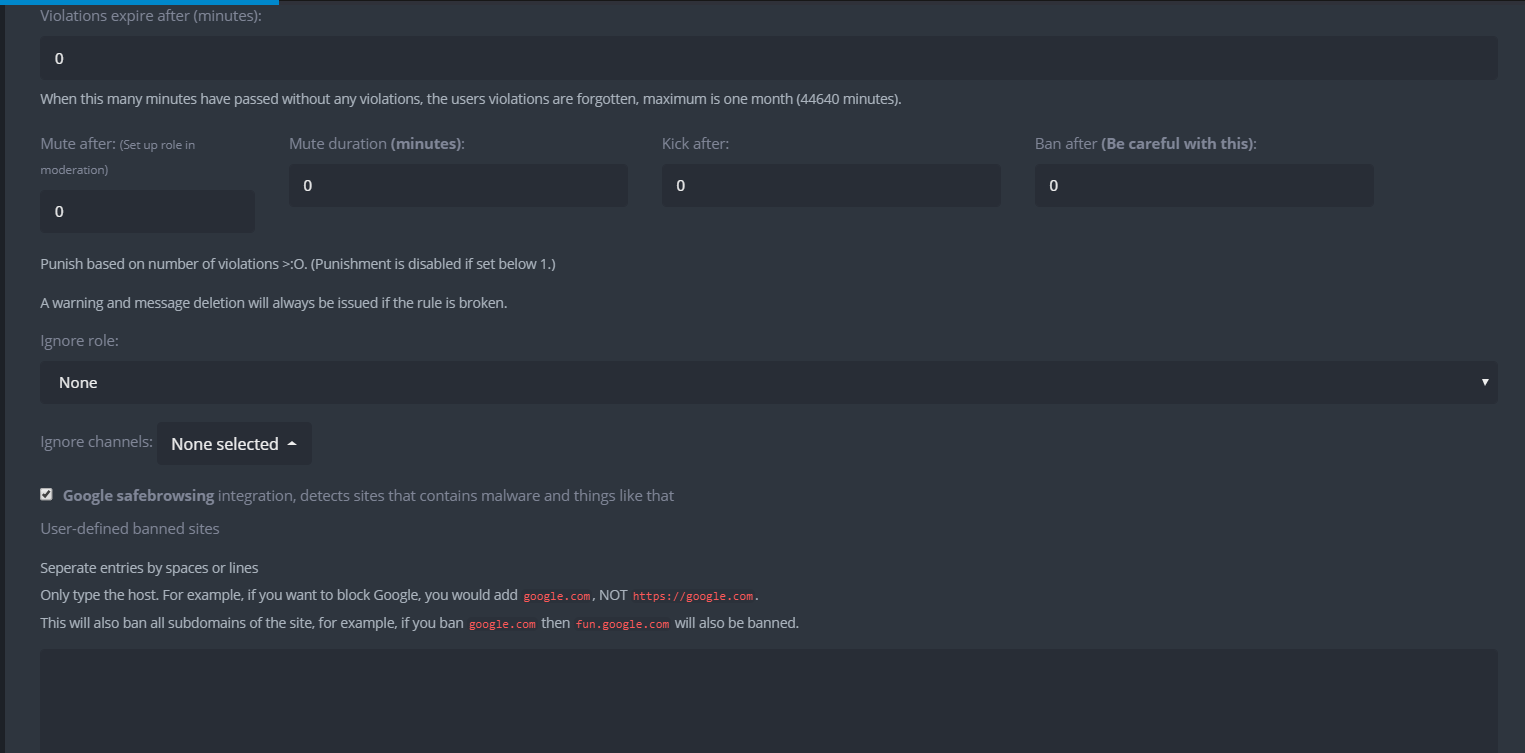 Violations expire after (minutes):
0
When this many minutes have passed without any violations, the users violations are forgotten, maximum is one month (44640 minutes).
Mute after: (Set up role in
moderation)
0
Mute duration (minutes):
0
Kick after:
0
Ban after (Be careful with this):
0
Punish based on number of violations >:O. (Punishment is disabled if set below 1.)
A warning and message deletion will always be issued if the rule is broken.
Ignore role:
None
Ignore channels: None selected
Google safebrowsing integration, detects sites that contains malware and things like that
User-defined banned sites
Seperate entries by spaces or lines
Only type the host. For example, if you want to block Google, you would add google.com, NOT https://google.com.
This will also ban all subdomains of the site, for example, if you ban google.com then fun.google.com will also be banned.